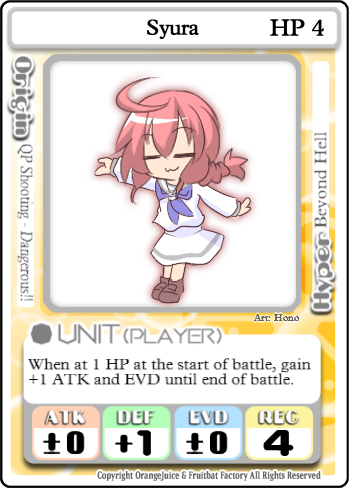 Syura HP 4
Origin QP Shooting - Dangerous!!
Hyper Beyond Hell
Art: Hono
UNIT(PLAYER)
When at 1 HP at the start of battle, gain
+1 ATK and EVD until end of battle.
ATK DEF EVD REC
±0 +1 ±0 4
Copyright OrangeJuice & Fruitbat Factory All Rights Reserved